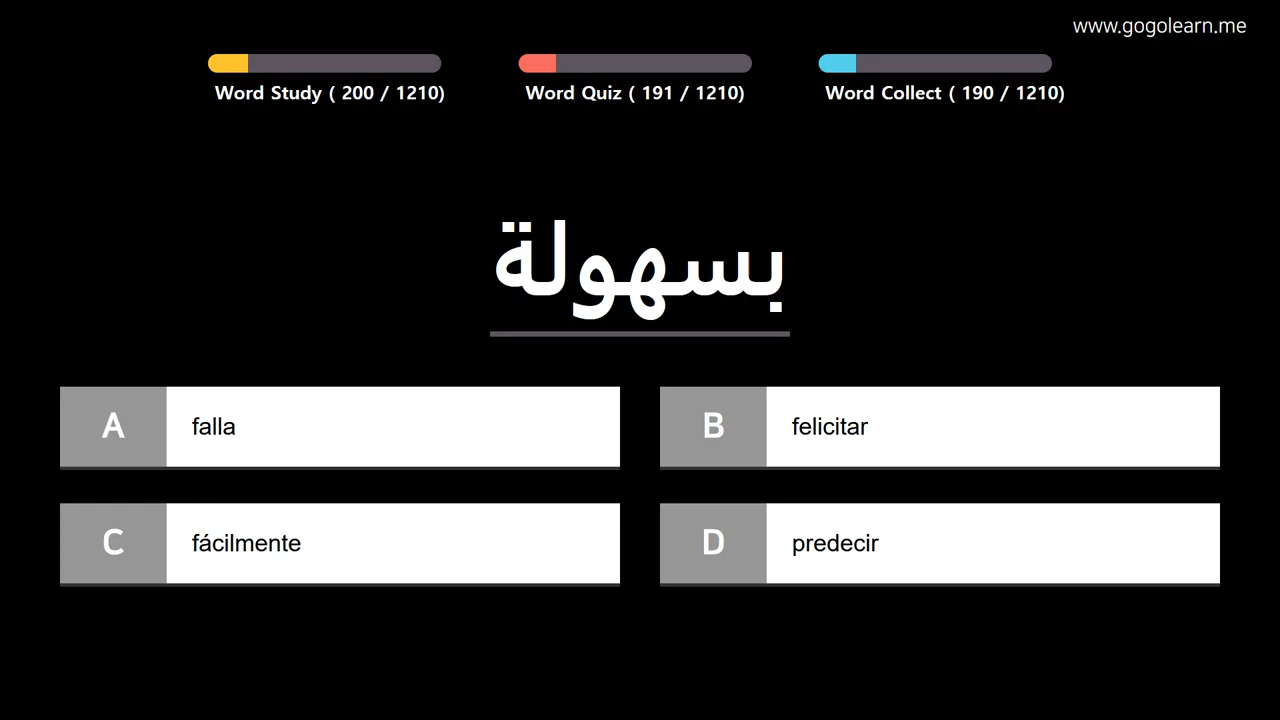 www.gogolearn.me
Word Study ( 200 / 1210)
Word Quiz ( 191 / 1210)
Word Collect ( 190 / 1210)
بسهولة
A falla
B felicitar
C fácilmente
D predecir